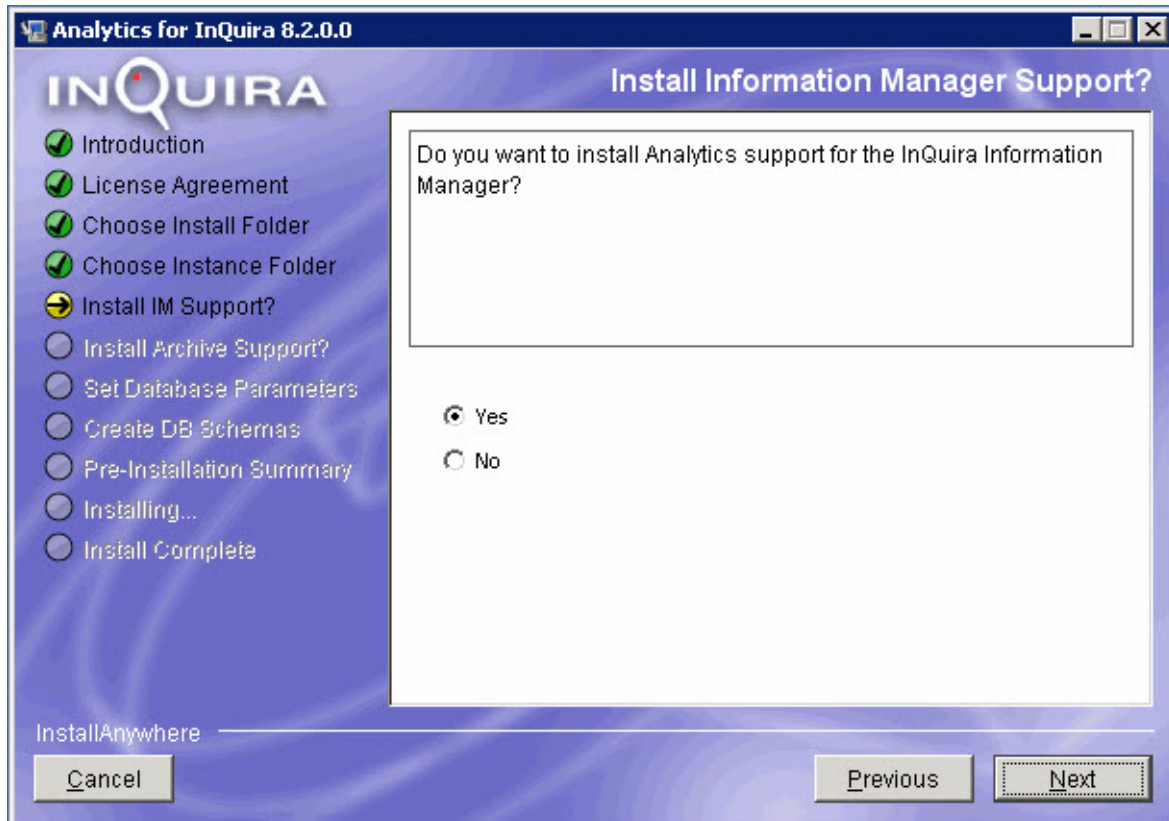 Analytics for InQuira 8.2.0.0
INQUIRA
Install Information Manager Support?
Introduction
License Agreement
Choose Install Folder
Choose Instance Folder
Install IM Support?
Install Archive Support?
Set Database Parameters
Create DB Schemas
Pre-Installation Summary
Installing...
Install Complete
Do you want to install Analytics support for the InQuira Information
Manager?
Yes
No
InstallAnywhere
Cancel
Previous
Next